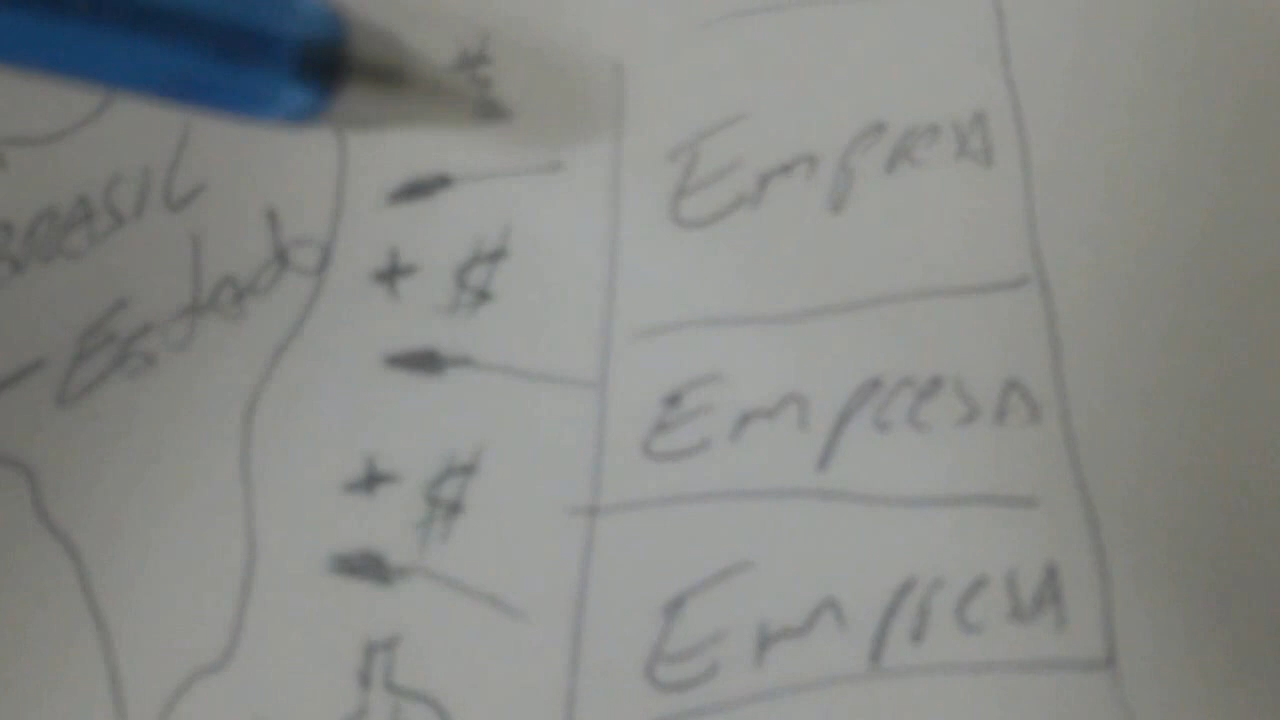 $
BRASIL
- Estado
+ $
+ $
Empresa
Empresa
Empresa